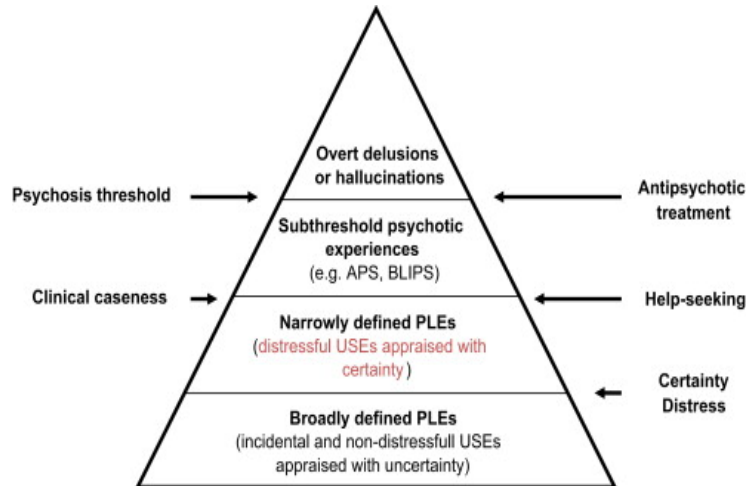 Overt delusions
or hallucinations
Psychosis threshold
Antipsychotic
treatment
Subthreshold psychotic
experiences
(e.g. APS, BLIPS)
Clinical caseness
Help-seeking
Narrowly defined PLEs
(distressful USEs appraised with
certainty )
Certainty
Distress
Broadly defined PLEs
(incidental and non-distressfull USEs
appraised with uncertainty)